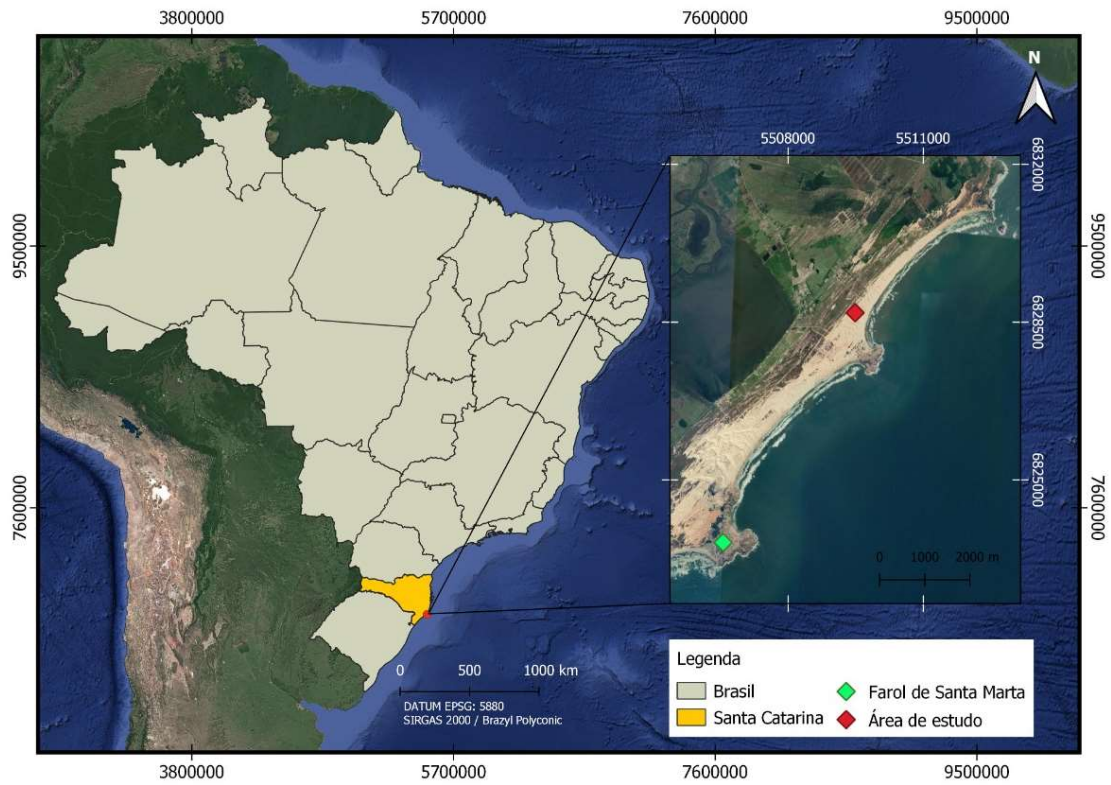 3800000 5700000 7600000 9500000
N
5508000 5511000
6832000
9500000 9500000
6828500
6825000
7600000 7600000
0 1000 2000 m
0 500 1000 km
DATUM EPSG: 5880
SIRGAS 2000 / Brazyl Polyconic
Legenda
Brasil
Santa Catarina
Farol de Santa Marta
Área de estudo
3800000 5700000 7600000 9500000